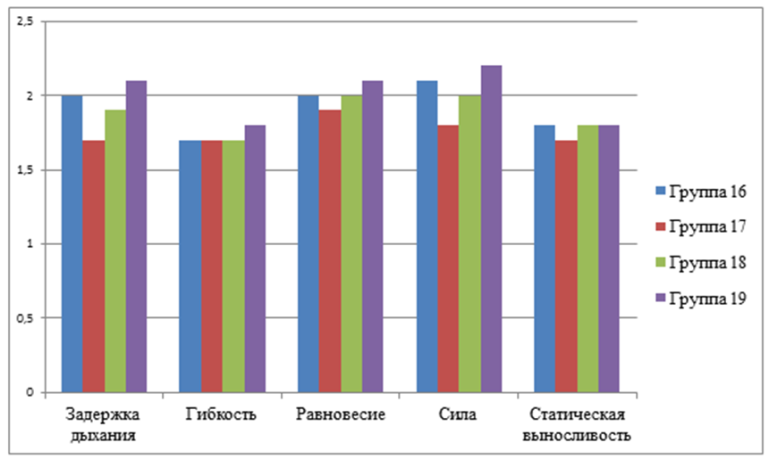 2,5
2
1,5
1
0,5
0
Задержка
дыхания
Гибкость
Равновесие
Сила
Статическая
выносливость
Группа 16
Группа 17
Группа 18
Группа 19